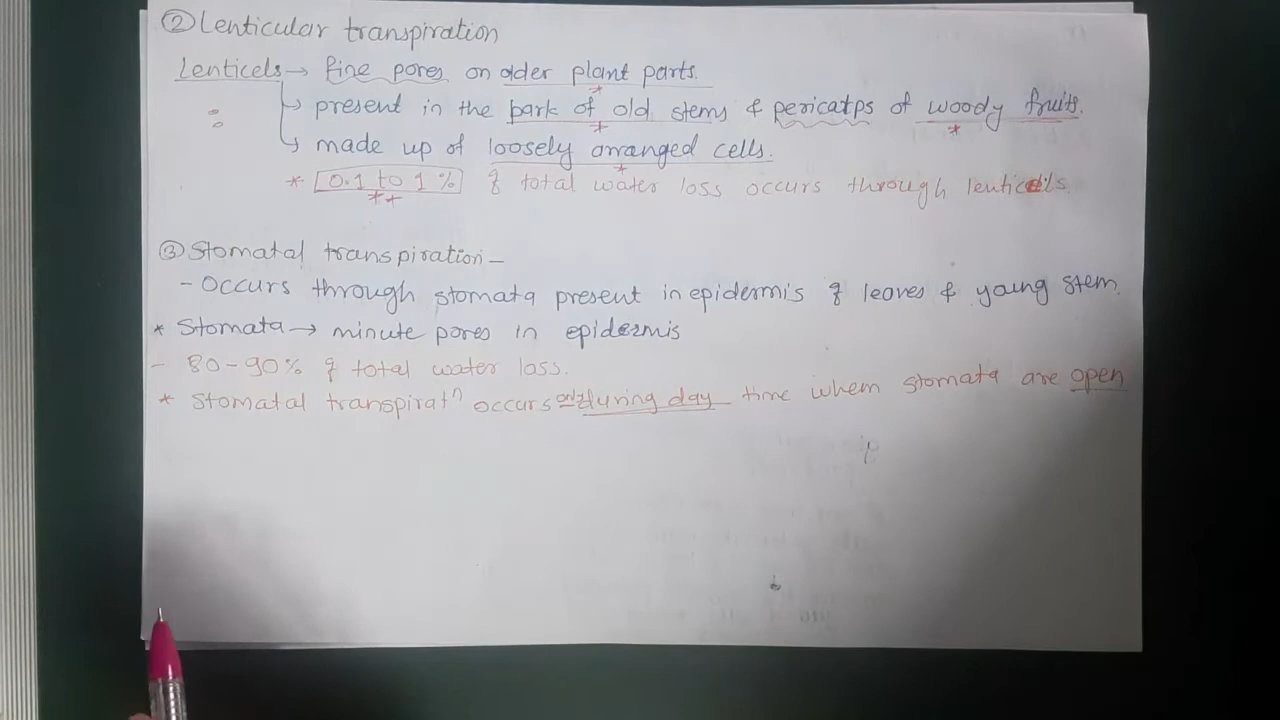 ② Lenticular transpiration
Lenticels → fine pores on older plant parts.
↳ present in the bark of old stems & pericarps of woody fruits.
↳ made up of loosely arranged cells.
* 0.1 to 1 % of total water loss occurs through lenticels.
③ Stomatal transpiration –
- Occurs through stomata present in epidermis of leaves & young stem.
* Stomata → minute pores in epidermis
- 80-90% of total water loss.
* Stomatal transpiratⁿ occurs only during day time when stomata are open